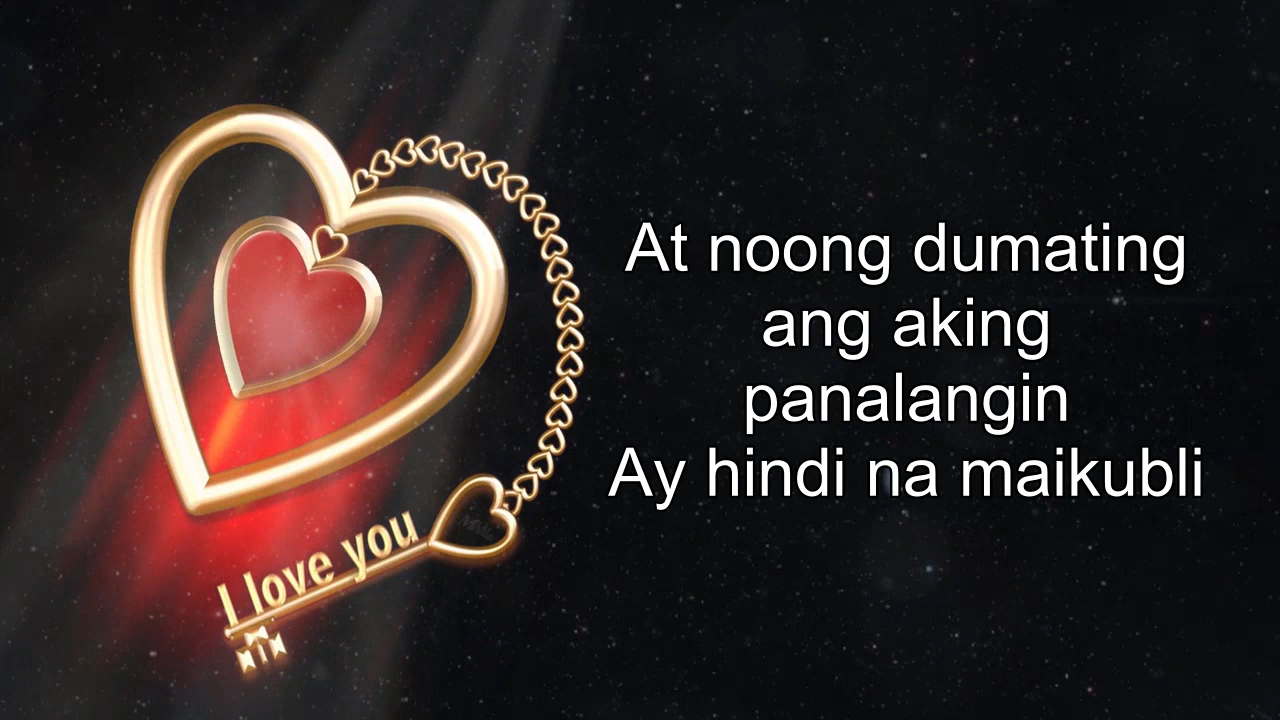 At noong dumating
ang aking
panalangin
Ay hindi na maikubli
I love you